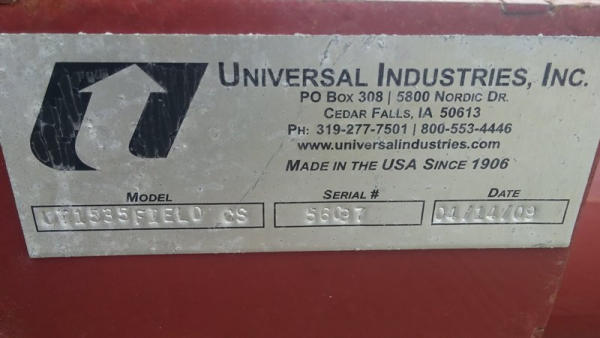 UNIVERSAL INDUSTRIES, INC.
PO BOX 308 | 5800 NORDIC DR.
CEDAR FALLS, IA 50613
PH: 319-277-7501 | 800-553-4446
www.universalindustries.com
MADE IN THE USA SINCE 1906
MODEL SERIAL # DATE
CS 5607 04/14/09